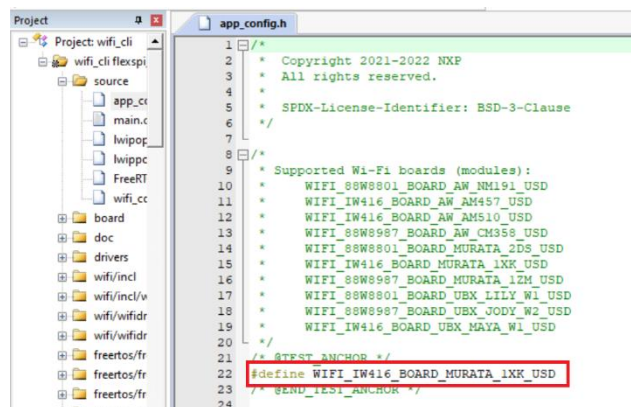 Project
Project: wifi_cli
wifi_cli flexspi_
source
app_cc
main.c
lwipop
lwippc
FreeRT
wifi_cc
board
doc
drivers
wifi/incl
wifi/incl/w
wifi/wifidr
wifi/wifidr
freertos/fr
freertos/fr
freertos/fr
app_config.h
1 /*
2 * Copyright 2021-2022 NXP
3 * All rights reserved.
4 *
5 * SPDX-License-Identifier: BSD-3-Clause
6 */
7
8 /*
9 * Supported Wi-Fi boards (modules):
10 * WIFI_88W8801_BOARD_AW_NM191_USD
11 * WIFI_IW416_BOARD_AW_AM457_USD
12 * WIFI_IW416_BOARD_AW_AM510_USD
13 * WIFI_88W8987_BOARD_AW_CM358_USD
14 * WIFI_88W8801_BOARD_MURATA_2DS_USD
15 * WIFI_IW416_BOARD_MURATA_1XK_USD
16 * WIFI_88W8987_BOARD_MURATA_1ZM_USD
17 * WIFI_88W8801_BOARD_UBX_LILY_W1_USD
18 * WIFI_88W8987_BOARD_UBX_JODY_W2_USD
19 * WIFI_IW416_BOARD_UBX_MAYA_W1_USD
20 */
21 /* @TEST_ANCHOR */
22 #define WIFI_IW416_BOARD_MURATA_1XK_USD
23 /* @END_TEST_ANCHOR */
24